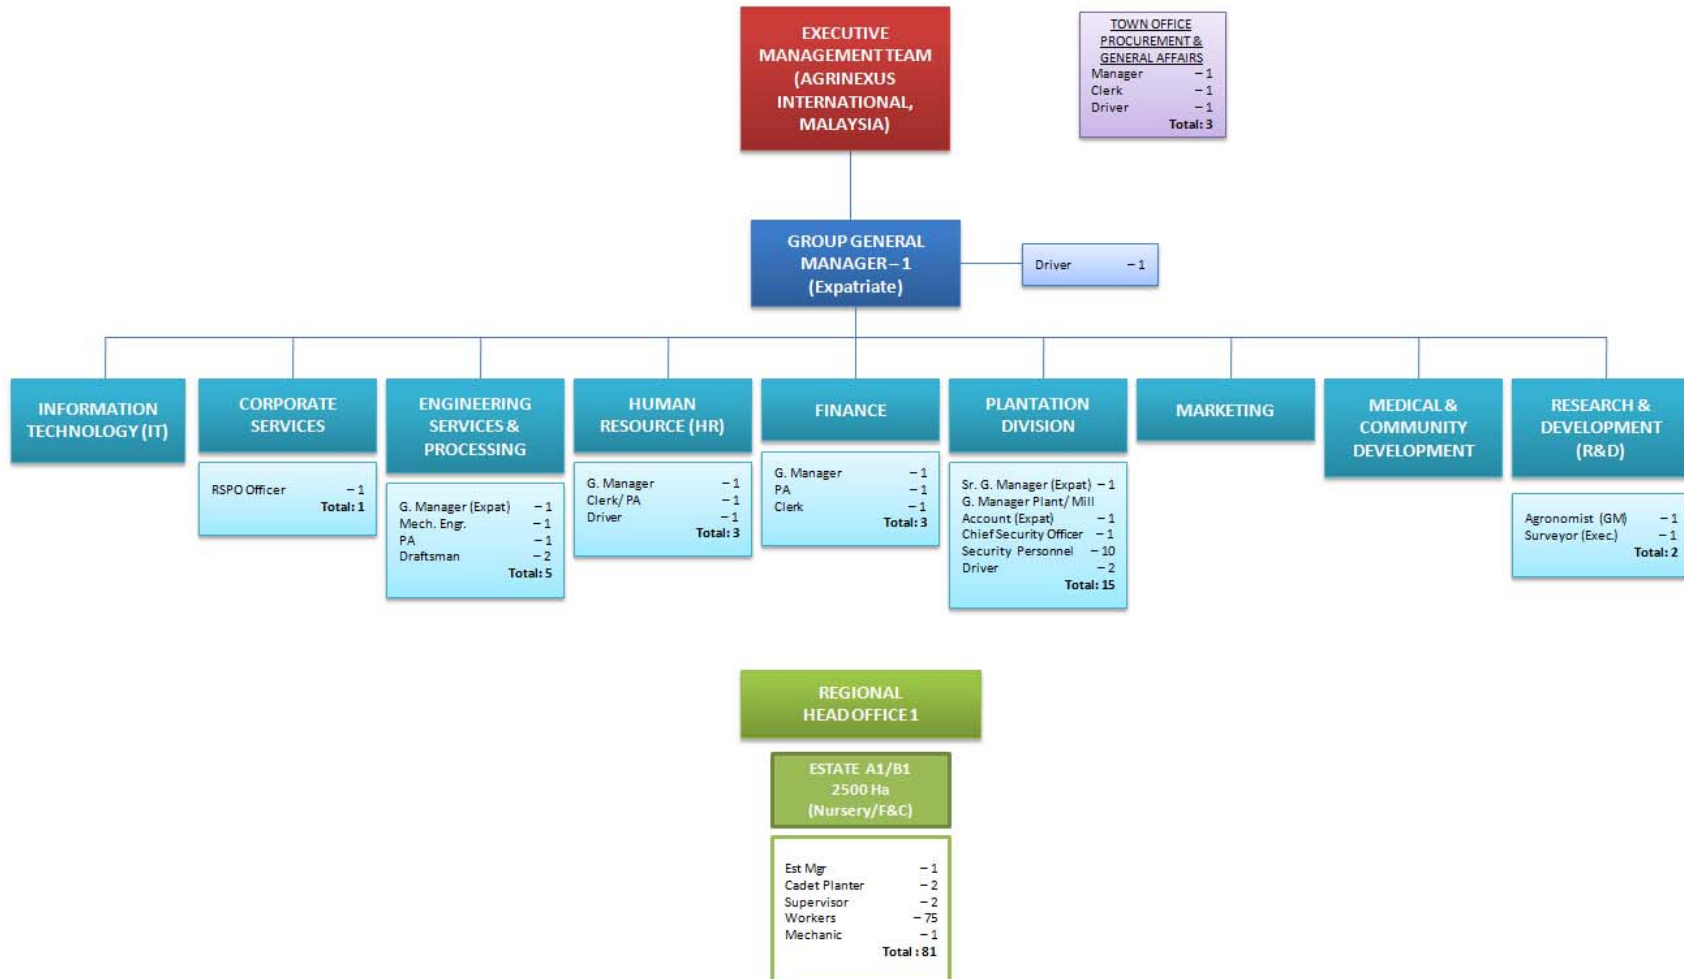 EXECUTIVE
MANAGEMENT TEAM
(AGRINEXUS
INTERNATIONAL,
MALAYSIA)
TOWN OFFICE
PROCUREMENT &
GENERAL AFFAIRS
Manager – 1
Clerk – 1
Driver – 1
Total: 3
GROUP GENERAL
MANAGER – 1
(Expatriate)
Driver – 1
INFORMATION
TECHNOLOGY (IT)
CORPORATE
SERVICES
RSPO Officer – 1
Total: 1
ENGINEERING
SERVICES &
PROCESSING
G. Manager (Expat) – 1
Mech. Engr. – 1
PA – 1
Draftsman – 2
Total: 5
HUMAN
RESOURCE (HR)
G. Manager – 1
Clerk/ PA – 1
Driver – 1
Total: 3
FINANCE
G. Manager – 1
PA – 1
Clerk – 1
Total: 3
PLANTATION
DIVISION
Sr. G. Manager (Expat) – 1
G. Manager Plant/ Mill
Account (Expat) – 1
Chief Security Officer – 1
Security Personnel – 10
Driver – 2
Total: 15
MARKETING
MEDICAL &
COMMUNITY
DEVELOPMENT
RESEARCH &
DEVELOPMENT
(R&D)
Agronomist (GM) – 1
Surveyor (Exec.) – 1
Total: 2
REGIONAL
HEAD OFFICE 1
ESTATE A1/B1
2500 Ha
(Nursery/F&C)
Est Mgr – 1
Cadet Planter – 2
Supervisor – 2
Workers – 75
Mechanic – 1
Total : 81